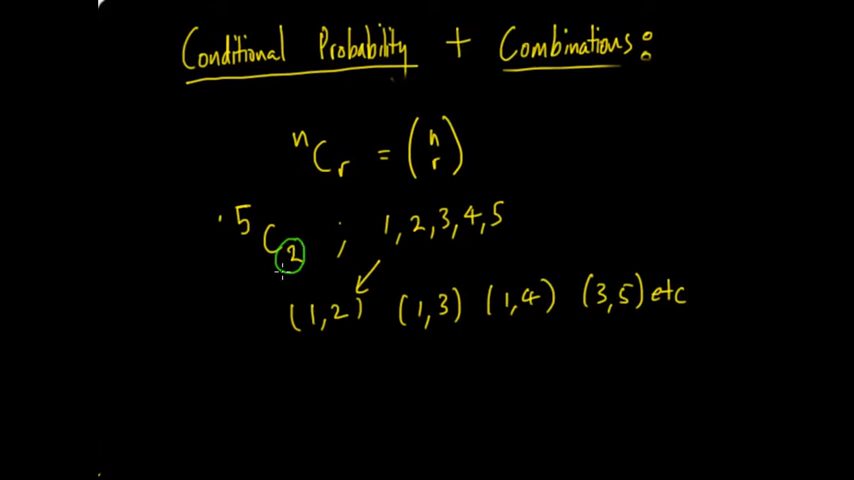 Conditional Probability + Combinations:
ⁿCᵣ = (n r)
· ⁵C₂ ; 1,2,3,4,5
(1,2) (1,3) (1,4) (3,5) etc